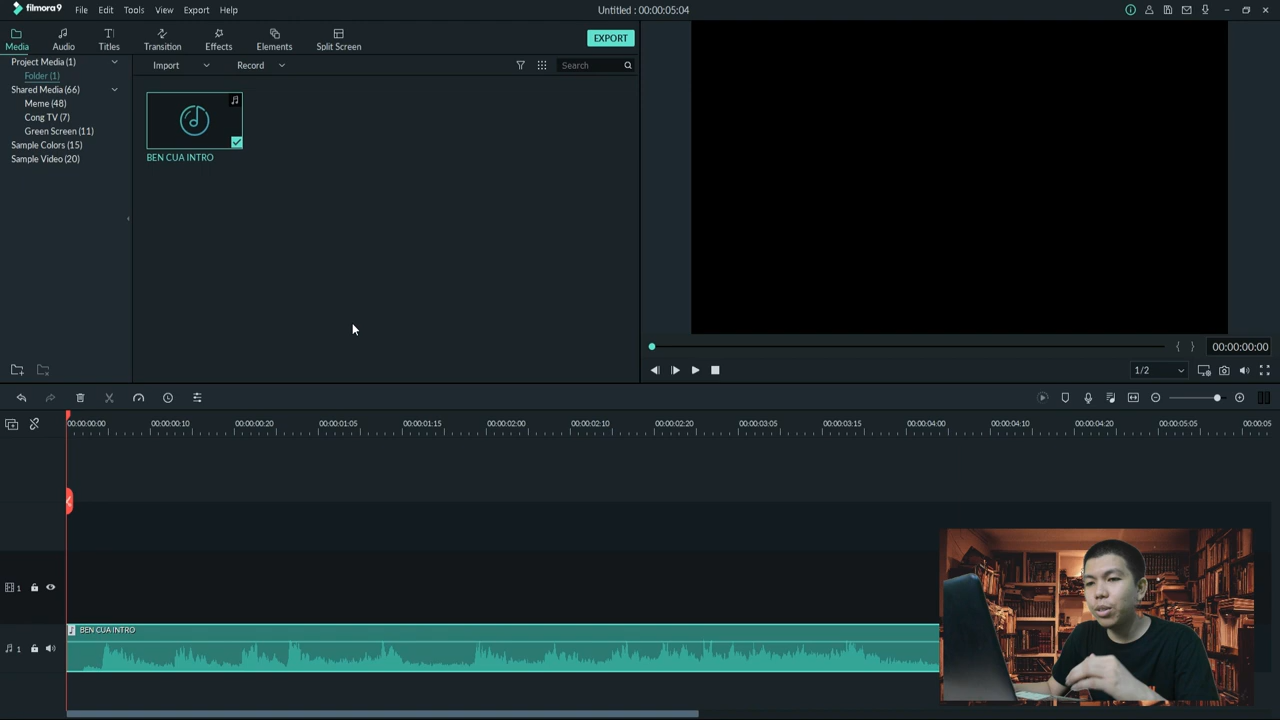 filmora9
File Edit Tools View Export Help
Untitled : 00:00:05:04
Media Audio Titles Transition Effects Elements Split Screen
EXPORT
Project Media (1)
Folder (1)
Shared Media (66)
Meme (48)
Cong TV (7)
Green Screen (11)
Sample Colors (15)
Sample Video (20)
Import Record Search
BEN CUA INTRO
00:00:00:00
1/2
00:00:00:00 00:00:00:10 00:00:00:20 00:00:01:05 00:00:01:15 00:00:02:00 00:00:02:10 00:00:02:20 00:00:03:05 00:00:03:15 00:00:04:00 00:00:04:10 00:00:04:20 00:00:05:05 00:00:05
1
BEN CUA INTRO
1